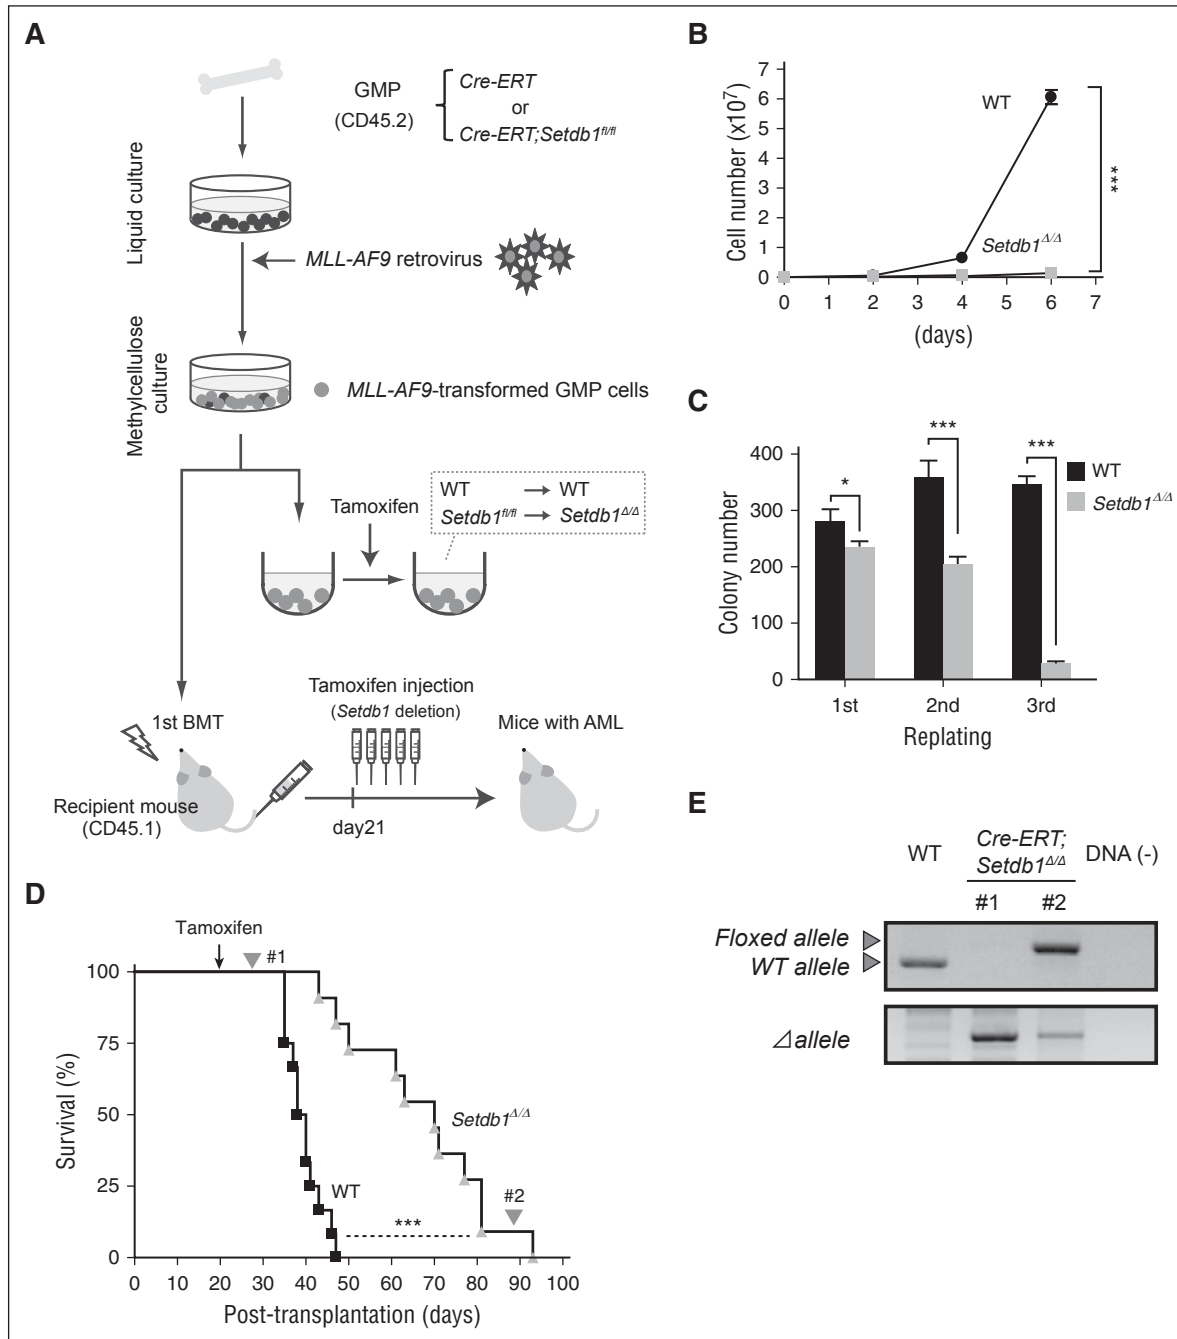 A
GMP
(CD45.2)
Cre-ERT
or
Cre-ERT;Setdb1fl/fl
Liquid culture
MLL-AF9 retrovirus
Methylcellulose
culture
MLL-AF9-transformed GMP cells
Tamoxifen
WT → WT
Setdb1fl/fl → Setdb1Δ/Δ
1st BMT
Tamoxifen injection
(Setdb1 deletion)
Mice with AML
Recipient mouse
(CD45.1)
day21
B
Cell number (x10⁷)
7
6
5
4
3
2
1
0
WT
Setdb1Δ/Δ
***
0 1 2 3 4 5 6 7
(days)
C
Colony number
400
300
200
100
0
* *** ***
WT
Setdb1Δ/Δ
1st 2nd 3rd
Replating
D
Tamoxifen
#1
Survival (%)
100
75
50
25
0
Setdb1Δ/Δ
WT
#2
***
0 10 20 30 40 50 60 70 80 90 100
Post-transplantation (days)
E
WT
Cre-ERT;
Setdb1Δ/Δ
DNA (-)
#1 #2
Floxed allele
WT allele
Δ allele